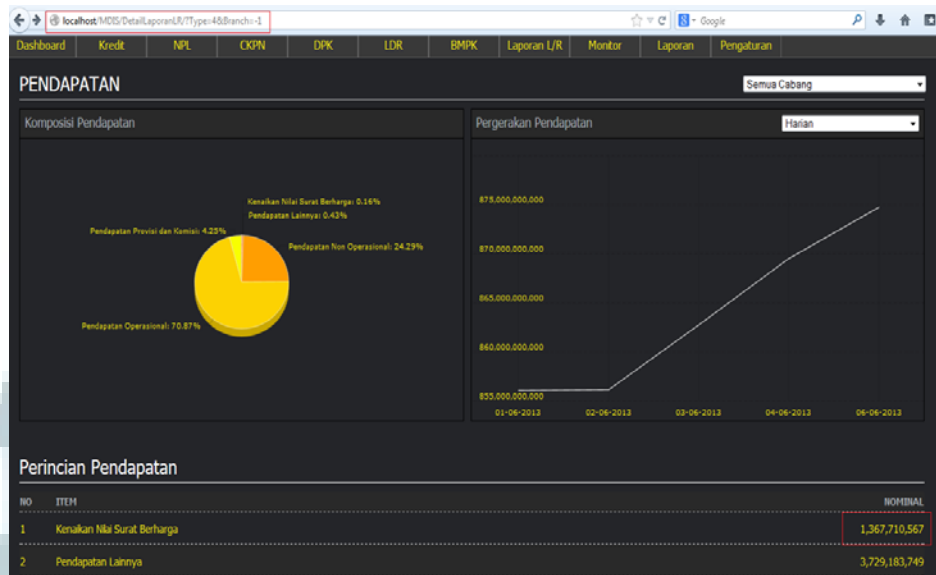 localhost/MDIS/DetailLaporanLR/?Type=4&Branch=-1
Google
Dashboard Kredit NPL CKPN DPK LDR BMPK Laporan L/R Monitor Laporan Pengaturan
PENDAPATAN
Semua Cabang
Komposisi Pendapatan
Pergerakan Pendapatan
Harian
Kenaikan Nilai Surat Berharga: 0.16%
Pendapatan Lainnya: 0.43%
Pendapatan Provisi dan Komisi: 4.25%
Pendapatan Non Operasional: 24.29%
Pendapatan Operasional: 70.87%
875,000,000,000
870,000,000,000
865,000,000,000
860,000,000,000
855,000,000,000
01-06-2013 02-06-2013 03-06-2013 04-06-2013 06-06-2013
Perincian Pendapatan
NO ITEM NOMINAL
1 Kenaikan Nilai Surat Berharga 1,367,710,567
2 Pendapatan Lainnya 3,729,183,749